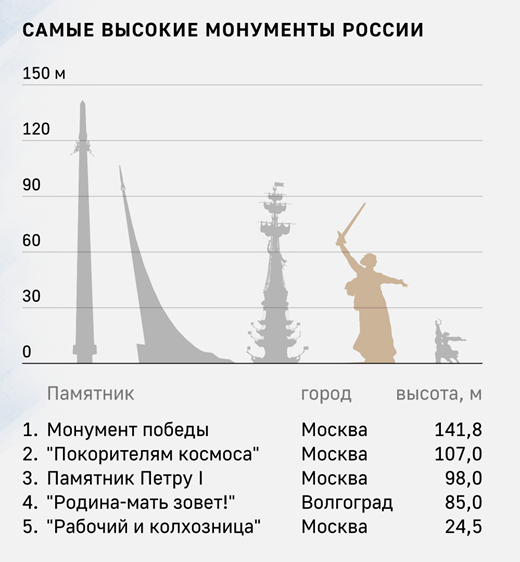 САМЫЕ ВЫСОКИЕ МОНУМЕНТЫ РОССИИ
150 м
120
90
60
30
0
Памятник город высота, м
1. Монумент победы Москва 141,8
2. "Покорителям космоса" Москва 107,0
3. Памятник Петру I Москва 98,0
4. "Родина-мать зовет!" Волгоград 85,0
5. "Рабочий и колхозница" Москва 24,5